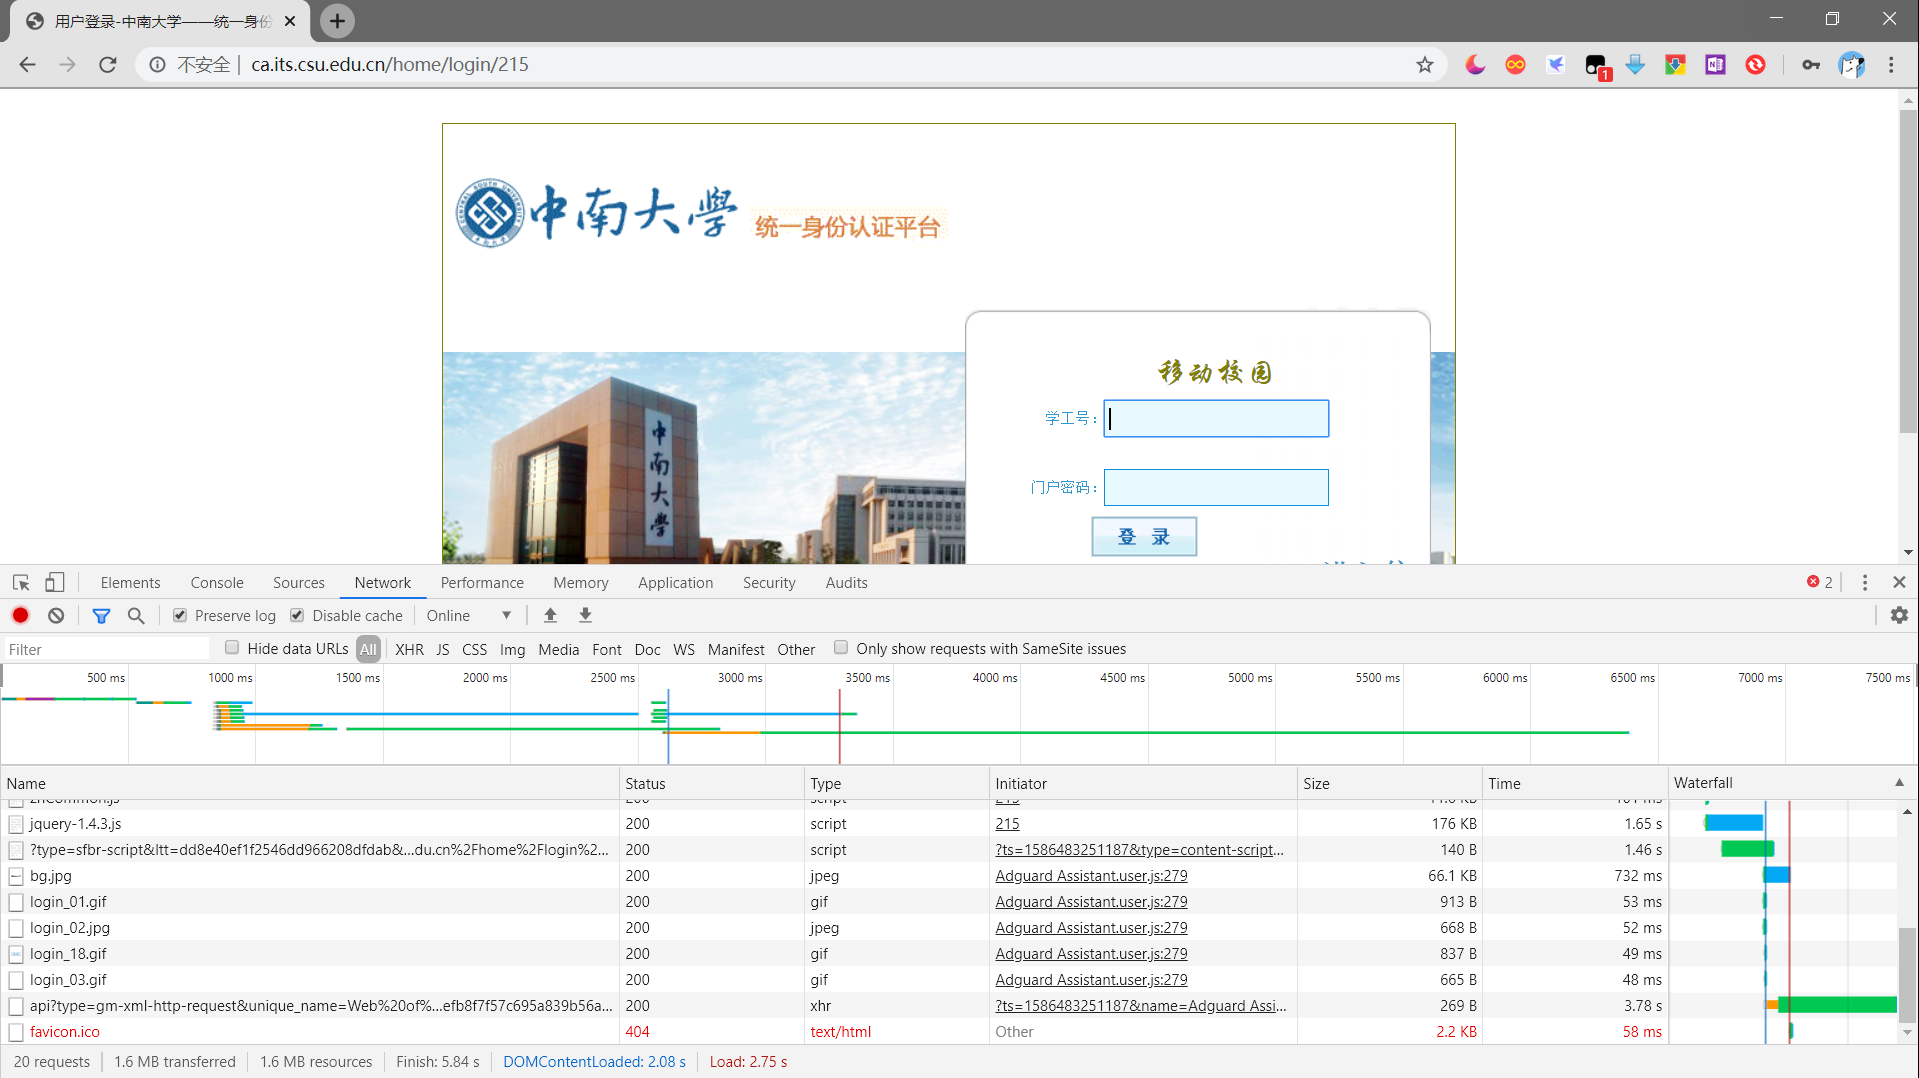 用户登录-中南大学——统一身份
不安全 | ca.its.csu.edu.cn/home/login/215
1
中南大学 统一身份认证平台
CENTRAL SOUTH UNIVERSITY
移动校园
学工号：
门户密码：
登 录
中南大学
Elements Console Sources Network Performance Memory Application Security Audits 2
Preserve log Disable cache Online
Filter Hide data URLs All XHR JS CSS Img Media Font Doc WS Manifest Other Only show requests with SameSite issues
500 ms 1000 ms 1500 ms 2000 ms 2500 ms 3000 ms 3500 ms 4000 ms 4500 ms 5000 ms 5500 ms 6000 ms 6500 ms 7000 ms 7500 ms
Name Status Type Initiator Size Time Waterfall
jquery-1.4.3.js 200 script 215 176 KB 1.65 s
?type=sfbr-script&ltt=dd8e40ef1f2546dd966208dfdab&...du.cn%2Fhome%2Flogin%2... 200 script ?ts=1586483251187&type=content-script... 140 B 1.46 s
bg.jpg 200 jpeg Adguard Assistant.user.js:279 66.1 KB 732 ms
login_01.gif 200 gif Adguard Assistant.user.js:279 913 B 53 ms
login_02.jpg 200 jpeg Adguard Assistant.user.js:279 668 B 52 ms
login_18.gif 200 gif Adguard Assistant.user.js:279 837 B 49 ms
login_03.gif 200 gif Adguard Assistant.user.js:279 665 B 48 ms
api?type=gm-xml-http-request&unique_name=Web%20of%...efb8f7f57c695a839b56a... 200 xhr ?ts=1586483251187&name=Adguard Assi... 269 B 3.78 s
favicon.ico 404 text/html Other 2.2 KB 58 ms
20 requests 1.6 MB transferred 1.6 MB resources Finish: 5.84 s DOMContentLoaded: 2.08 s Load: 2.75 s